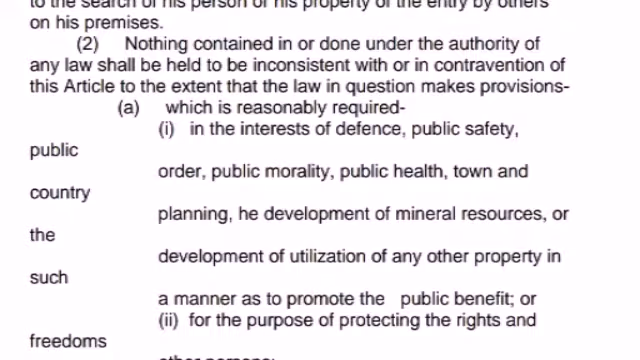 to the search of his person or his property or the entry by others
on his premises.
(2) Nothing contained in or done under the authority of
any law shall be held to be inconsistent with or in contravention of
this Article to the extent that the law in question makes provisions-
(a) which is reasonably required-
(i) in the interests of defence, public safety,
public
order, public morality, public health, town and
country
planning, he development of mineral resources, or
the
development of utilization of any other property in
such
a manner as to promote the public benefit; or
(ii) for the purpose of protecting the rights and
freedoms
other persons;